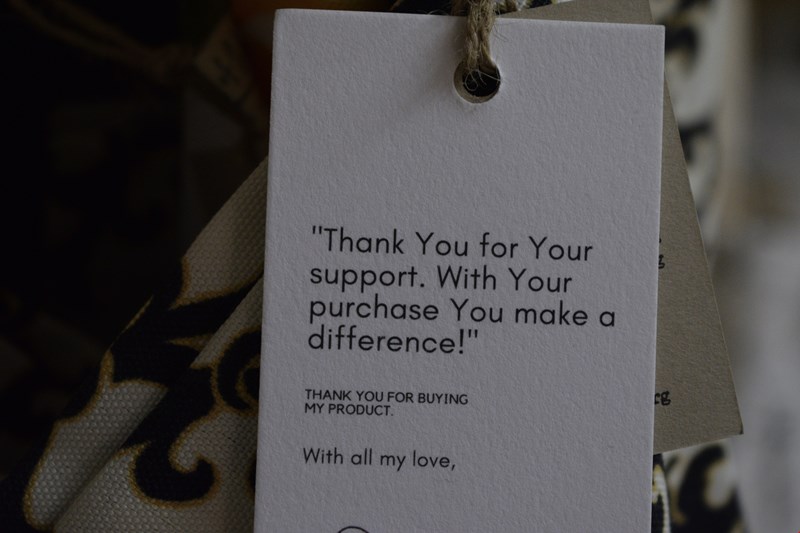 "Thank You for Your
support. With Your
purchase You make a
difference!"
THANK YOU FOR BUYING
MY PRODUCT.
With all my love,